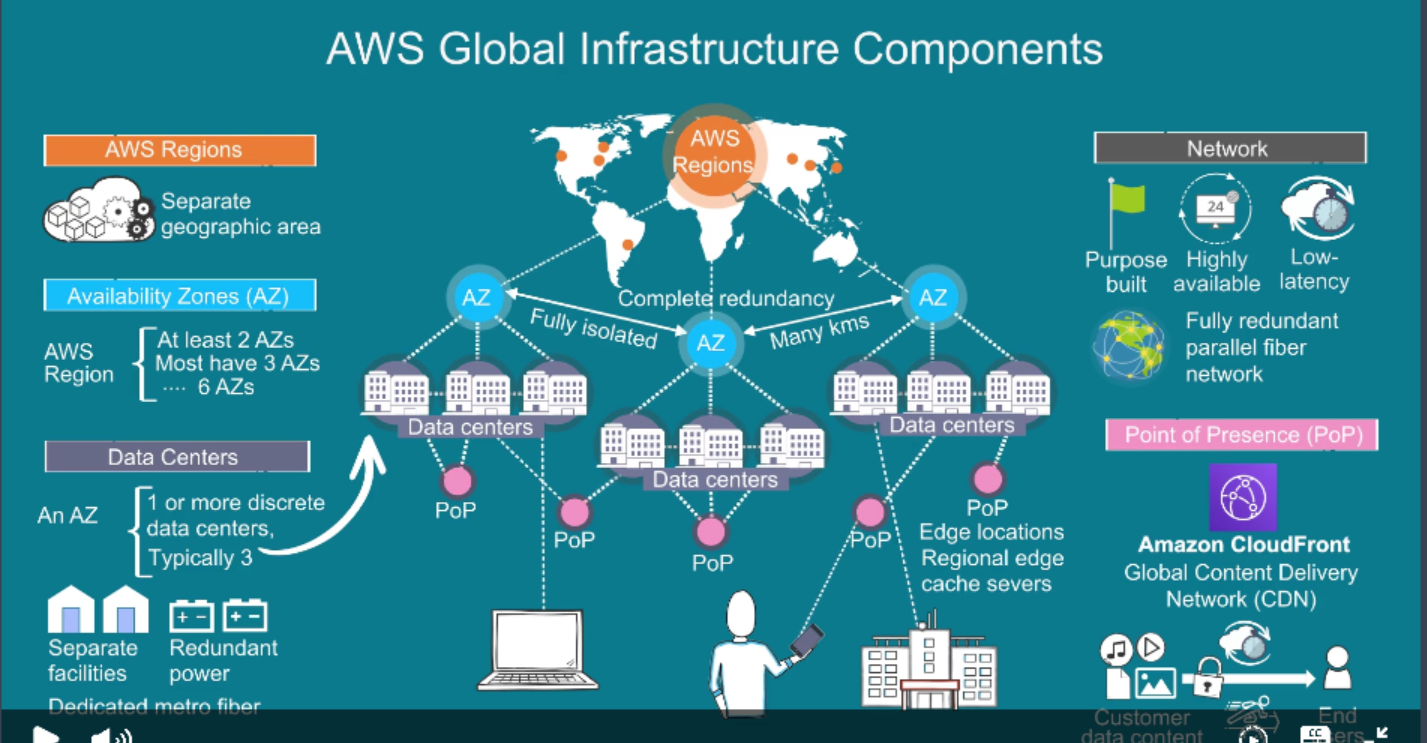 AWS Global Infrastructure Components
AWS Regions
Separate
geographic area
Availability Zones (AZ)
AWS
Region
At least 2 AZs
Most have 3 AZs
.... 6 AZs
Data Centers
An AZ
1 or more discrete
data centers,
Typically 3
Separate
facilities
Redundant
power
Dedicated metro fiber
AWS
Regions
AZ
AZ
AZ
Complete redundancy
Fully isolated
Many kms
Data centers
Data centers
Data centers
PoP
PoP
PoP
PoP
PoP
Edge locations
Regional edge
cache severs
Network
24
Purpose
built
Highly
available
Low-
latency
Fully redundant
parallel fiber
network
Point of Presence (PoP)
Amazon CloudFront
Global Content Delivery
Network (CDN)
Customer
data content
End
sers
CC